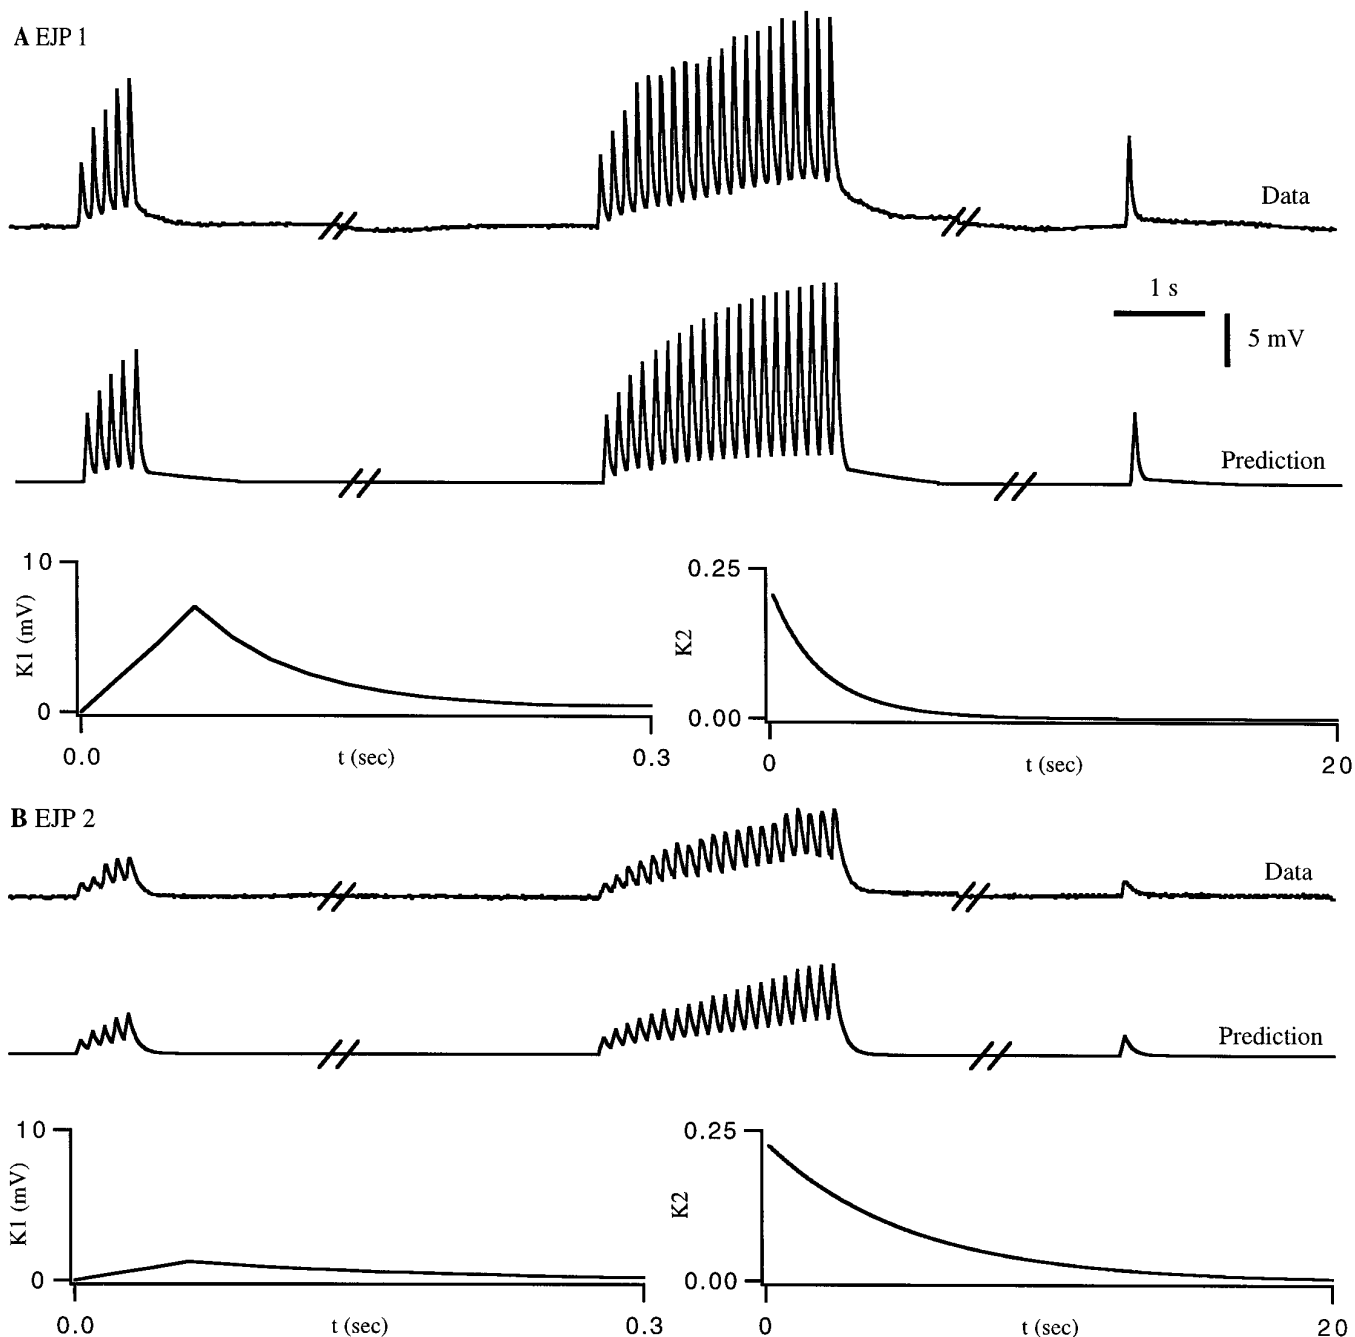 A EJP 1
Data
1 s
5 mV
Prediction
10
K1 (mV)
0
0.0
t (sec)
0.3
0.25
K2
0.00
0
t (sec)
20
B EJP 2
Data
Prediction
10
K1 (mV)
0
0.0
t (sec)
0.3
0.25
K2
0.00
0
t (sec)
20